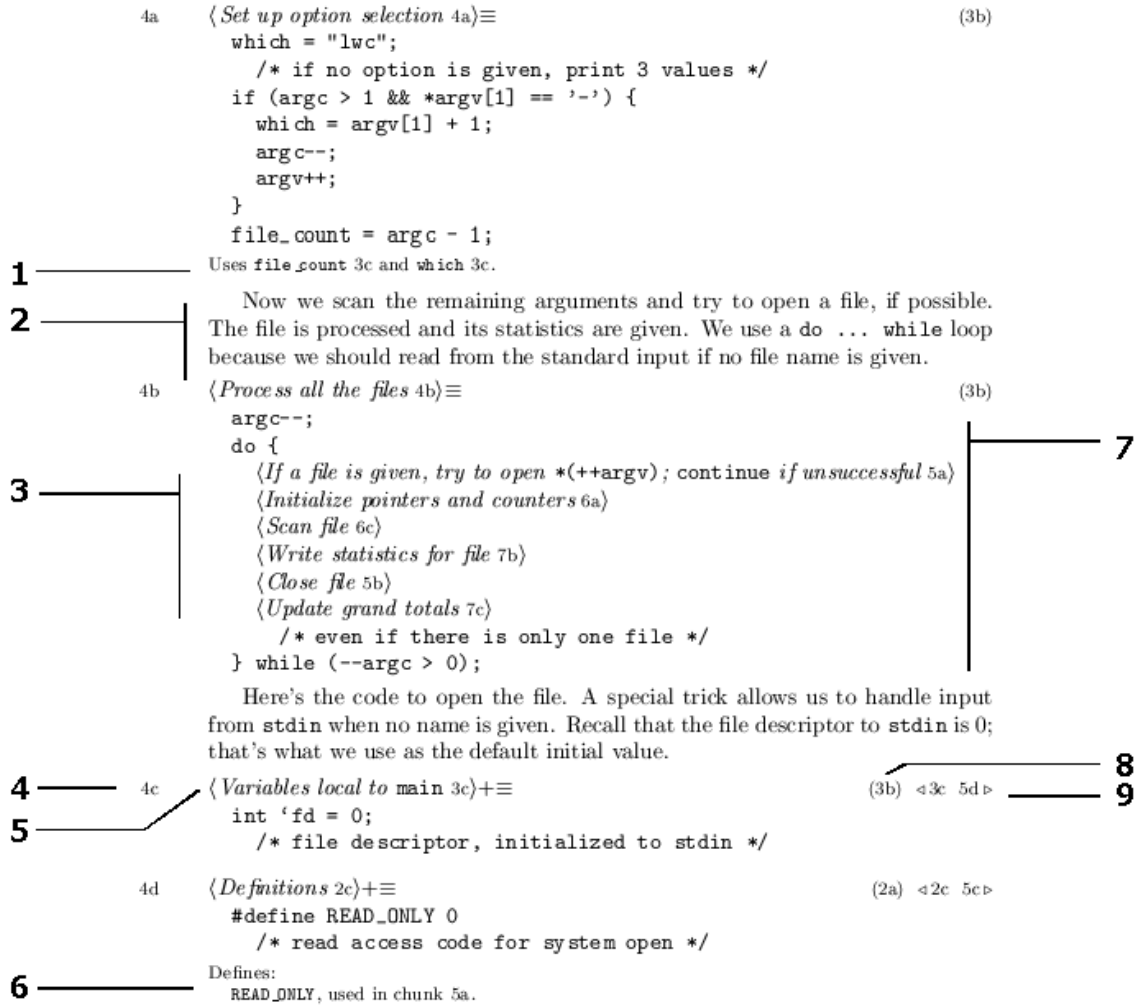 4a ⟨Set up option selection 4a⟩≡ (3b)
which = "lwc";
/* if no option is given, print 3 values */
if (argc > 1 && *argv[1] == '-') {
which = argv[1] + 1;
argc--;
argv++;
}
file_count = argc - 1;
1 Uses file_count 3c and which 3c.
Now we scan the remaining arguments and try to open a file, if possible.
2 The file is processed and its statistics are given. We use a do ... while loop
because we should read from the standard input if no file name is given.
4b ⟨Process all the files 4b⟩≡ (3b)
argc--;
do { 7
⟨If a file is given, try to open *(++argv); continue if unsuccessful 5a⟩
3 ⟨Initialize pointers and counters 6a⟩
⟨Scan file 6c⟩
⟨Write statistics for file 7b⟩
⟨Close file 5b⟩
⟨Update grand totals 7c⟩
/* even if there is only one file */
} while (--argc > 0);
Here's the code to open the file. A special trick allows us to handle input
from stdin when no name is given. Recall that the file descriptor to stdin is 0;
that's what we use as the default initial value.
8
4 4c ⟨Variables local to main 3c⟩+≡ (3b) ◃3c 5d▹ 9
5 int ‘fd = 0;
/* file descriptor, initialized to stdin */
4d ⟨Definitions 2c⟩+≡ (2a) ◃2c 5c▹
#define READ_ONLY 0
/* read access code for system open */
Defines:
6 READ_ONLY, used in chunk 5a.